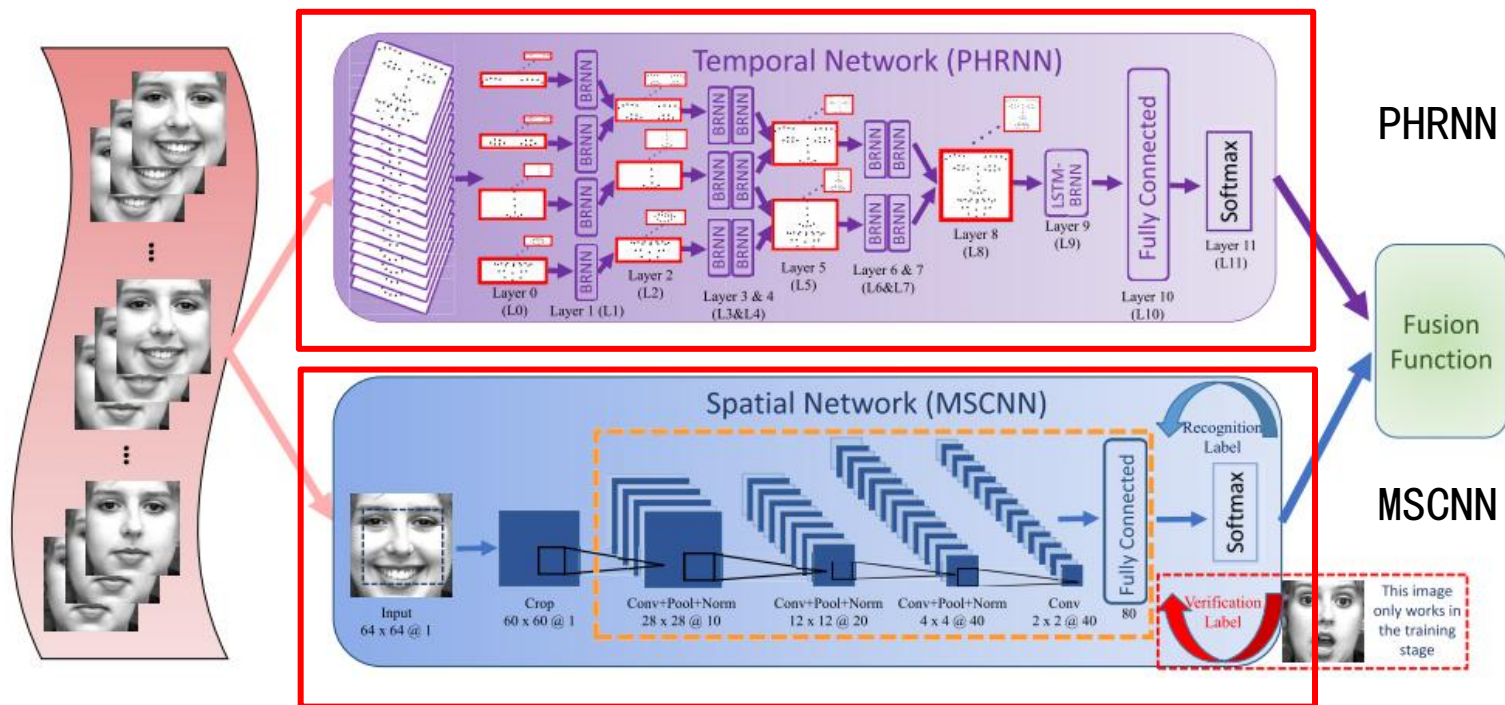 Temporal Network (PHRNN)
BRNN
BRNN
BRNN
BRNN
BRNN
BRNN
BRNN
BRNN
BRNN
BRNN
BRNN
BRNN
BRNN
BRNN
LSTM-
BRNN
Fully Connected
Softmax
Layer 0
(L0)
Layer 1 (L1)
Layer 2
(L2)
Layer 3 & 4
(L3&L4)
Layer 5
(L5)
Layer 6 & 7
(L6&L7)
Layer 8
(L8)
Layer 9
(L9)
Layer 10
(L10)
Layer 11
(L11)
PHRNN
...
...
Fusion
Function
Spatial Network (MSCNN)
Recognition
Label
Fully Connected
Softmax
MSCNN
Input
64 x 64 @ 1
Crop
60 x 60 @ 1
Conv+Pool+Norm
28 x 28 @ 10
Conv+Pool+Norm
12 x 12 @ 20
Conv+Pool+Norm
4 x 4 @ 40
Conv
2 x 2 @ 40
80
Verification
Label
This image
only works in
the training
stage